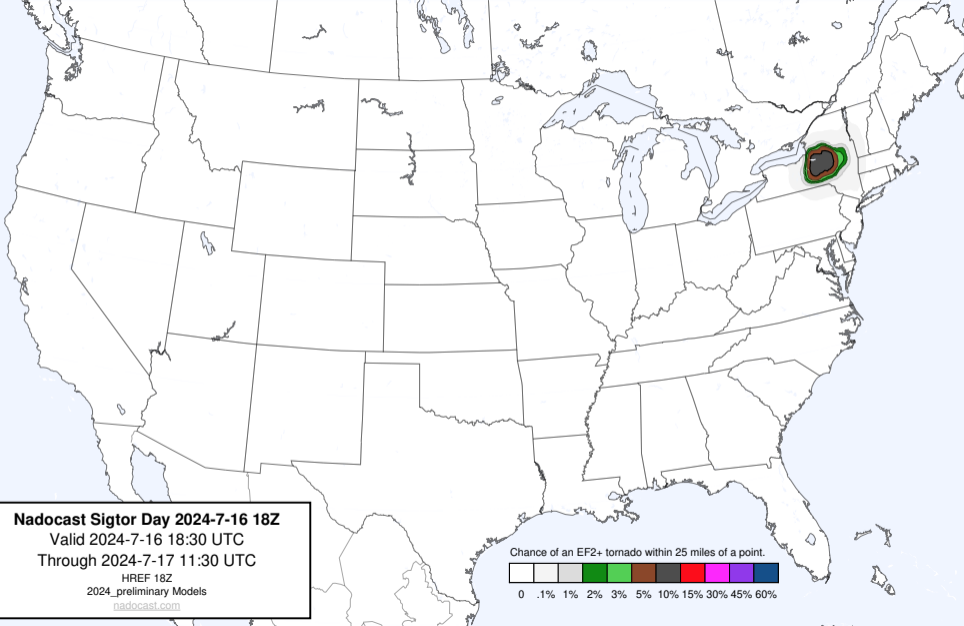 Nadocast Sigtor Day 2024-7-16 18Z
Valid 2024-7-16 18:30 UTC
Through 2024-7-17 11:30 UTC
HREF 18Z
2024_preliminary Models
nadocast.com
Chance of an EF2+ tornado within 25 miles of a point.
0 .1% 1% 2% 3% 5% 10% 15% 30% 45% 60%